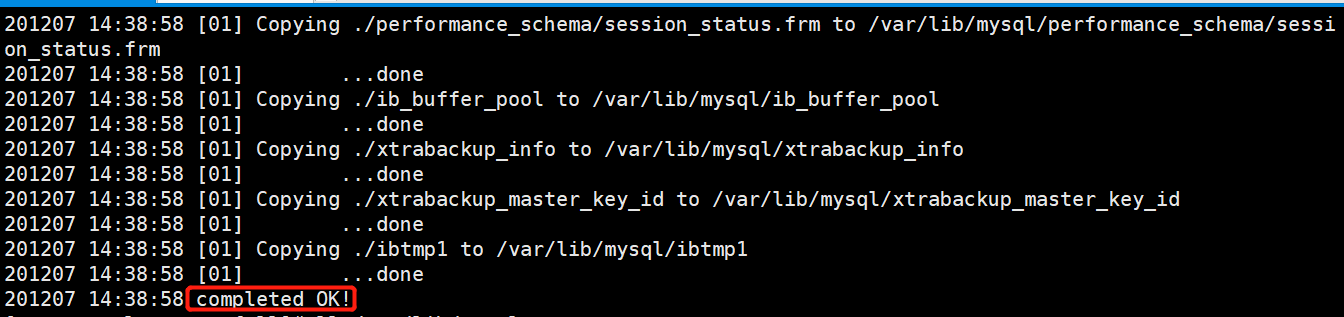 201207 14:38:58 [01] Copying ./performance_schema/session_status.frm to /var/lib/mysql/performance_schema/sessi
on_status.frm
201207 14:38:58 [01]        ...done
201207 14:38:58 [01] Copying ./ib_buffer_pool to /var/lib/mysql/ib_buffer_pool
201207 14:38:58 [01]        ...done
201207 14:38:58 [01] Copying ./xtrabackup_info to /var/lib/mysql/xtrabackup_info
201207 14:38:58 [01]        ...done
201207 14:38:58 [01] Copying ./xtrabackup_master_key_id to /var/lib/mysql/xtrabackup_master_key_id
201207 14:38:58 [01]        ...done
201207 14:38:58 [01] Copying ./ibtmp1 to /var/lib/mysql/ibtmp1
201207 14:38:58 [01]        ...done
201207 14:38:58 completed OK!